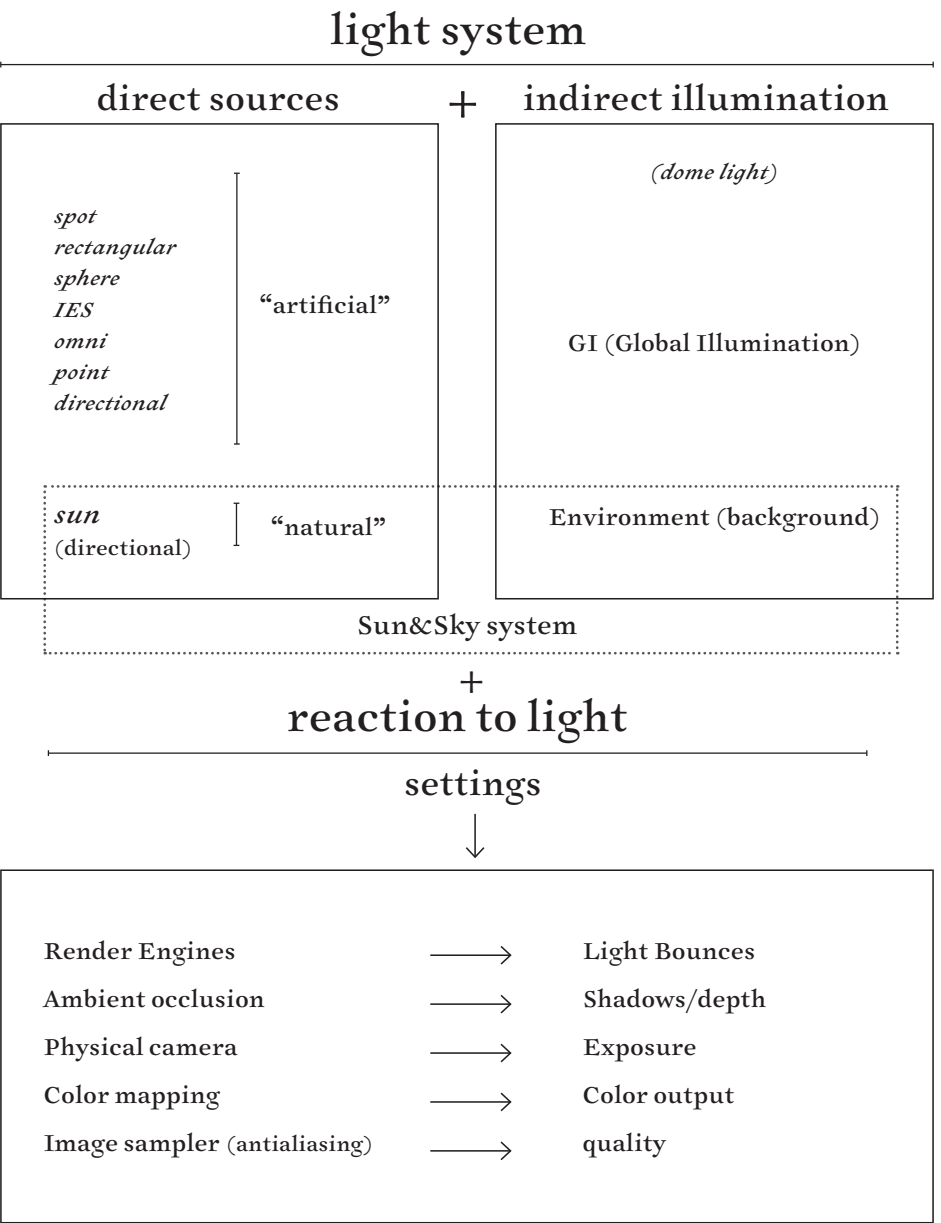 light system
direct sources + indirect illumination
spot
rectangular
sphere
IES
omni
point
directional
“artificial”
sun
(directional)
“natural”
(dome light)
GI (Global Illumination)
Environment (background)
Sun&Sky system
+
reaction to light
settings
Render Engines
Light Bounces
Ambient occlusion
Shadows/depth
Physical camera
Exposure
Color mapping
Color output
Image sampler (antialiasing)
quality